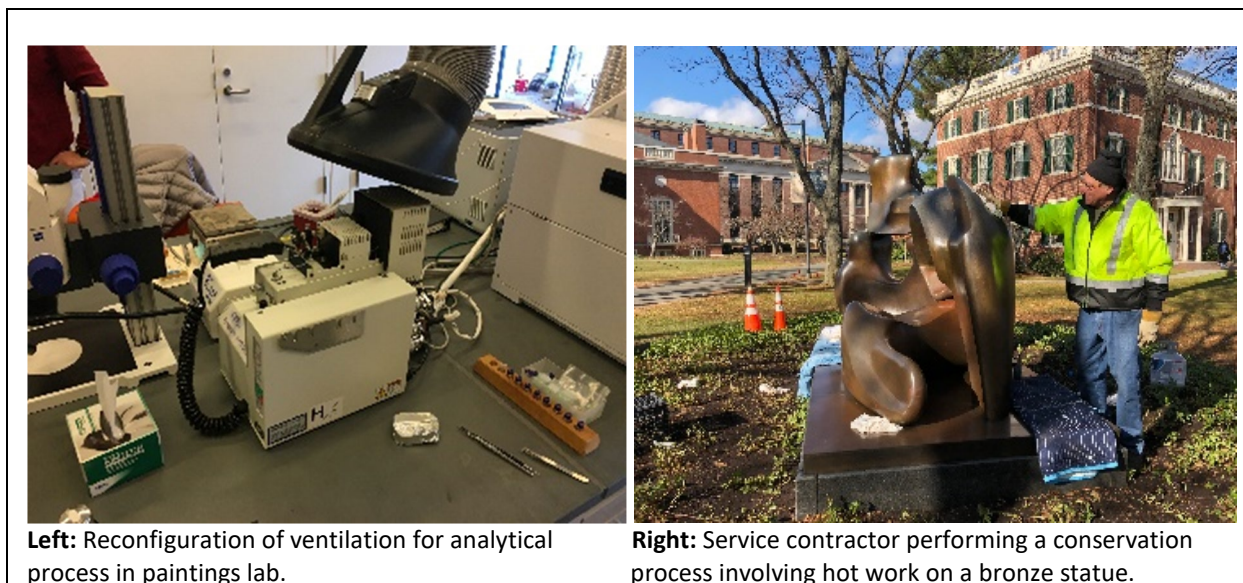 Left: Reconfiguration of ventilation for analytical
process in paintings lab.
Right: Service contractor performing a conservation
process involving hot work on a bronze statue.